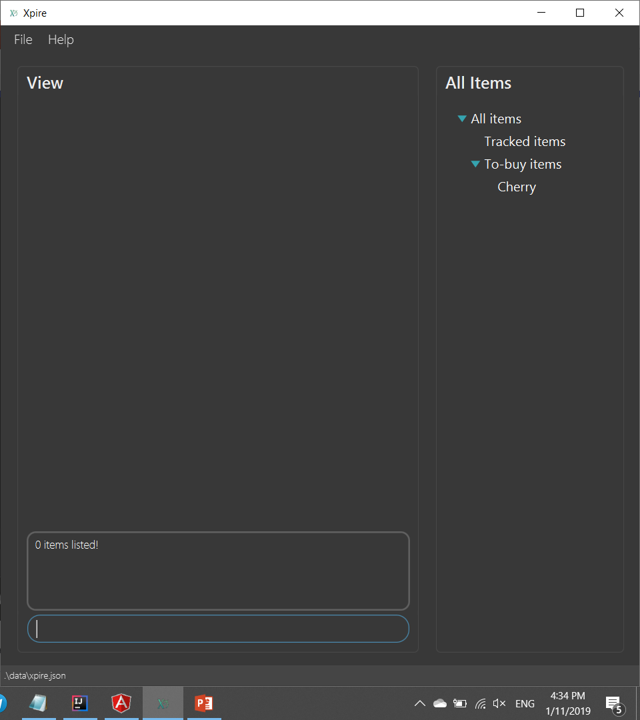 Xpire
File Help
View
All Items
All items
Tracked items
To-buy items
Cherry
0 items listed!
.\data\xpire.json
4:34 PM
ENG
1/11/2019
5